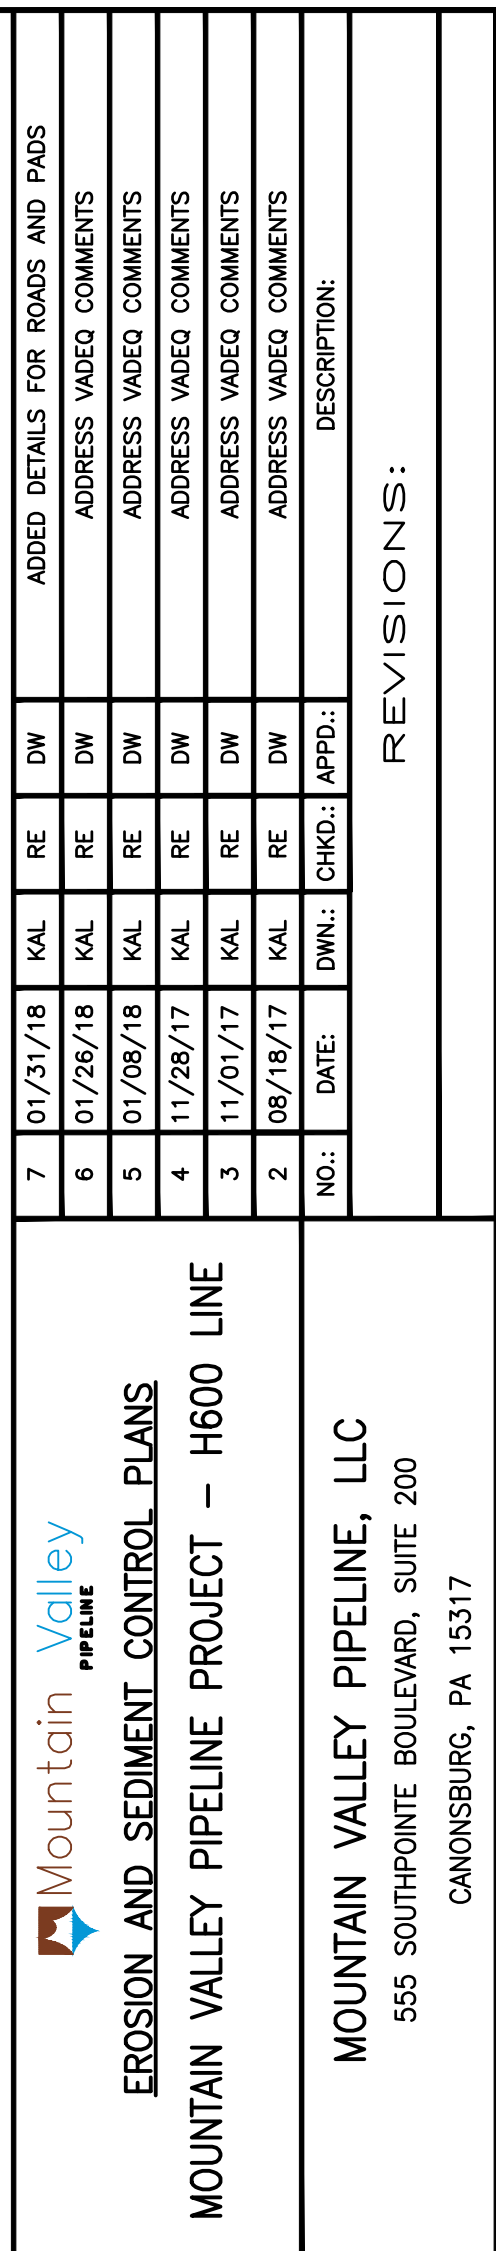 Mountain Valley
PIPELINE
EROSION AND SEDIMENT CONTROL PLANS
MOUNTAIN VALLEY PIPELINE PROJECT – H600 LINE
MOUNTAIN VALLEY PIPELINE, LLC
555 SOUTHPOINTE BOULEVARD, SUITE 200
CANONSBURG, PA 15317
7 01/31/18 KAL RE DW ADDED DETAILS FOR ROADS AND PADS
6 01/26/18 KAL RE DW ADDRESS VADEQ COMMENTS
5 01/08/18 KAL RE DW ADDRESS VADEQ COMMENTS
4 11/28/17 KAL RE DW ADDRESS VADEQ COMMENTS
3 11/01/17 KAL RE DW ADDRESS VADEQ COMMENTS
2 08/18/17 KAL RE DW ADDRESS VADEQ COMMENTS
NO.: DATE: DWN.: CHKD.: APPD.: DESCRIPTION:
REVISIONS: